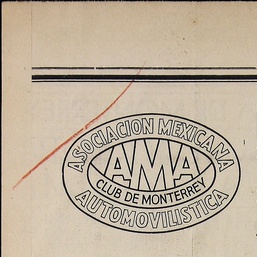 ASOCIACION MEXICANA
AMA
CLUB DE MONTERREY
AUTOMOVILISTICA